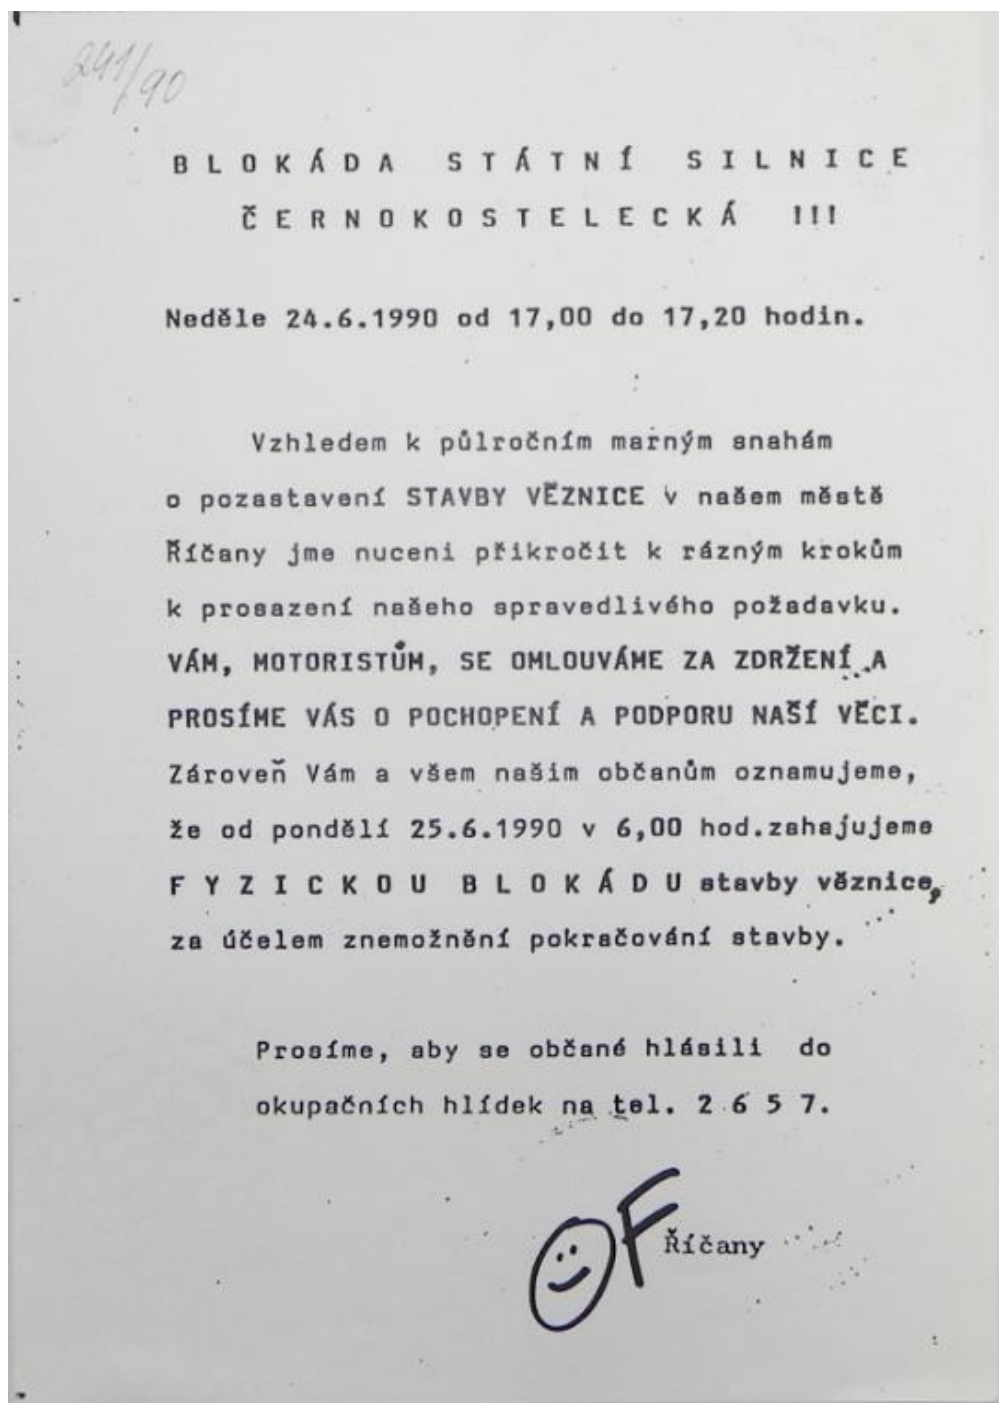 241/90
BLOKÁDA STÁTNÍ SILNICE
ČERNOKOSTELECKÁ !!!
Neděle 24.6.1990 od 17,00 do 17,20 hodin.
Vzhledem k půlročním marným snahám
o pozastavení STAVBY VĚZNICE v našem městě
Říčany jme nuceni přikročit k rázným krokům
k prosazení našeho spravedlivého požadavku.
VÁM, MOTORISTŮM, SE OMLOUVÁME ZA ZDRŽENÍ A
PROSÍME VÁS O POCHOPENÍ A PODPORU NAŠÍ VĚCI.
Zároveň Vám a všem našim občanům oznamujeme,
že od pondělí 25.6.1990 v 6,00 hod.zahajujeme
F Y Z I C K O U B L O K Á D U stavby věznice,
za účelem znemožnění pokračování stavby.
Prosíme, aby se občané hlásili do
okupačních hlídek na tel. 2 6 5 7.
OF Říčany